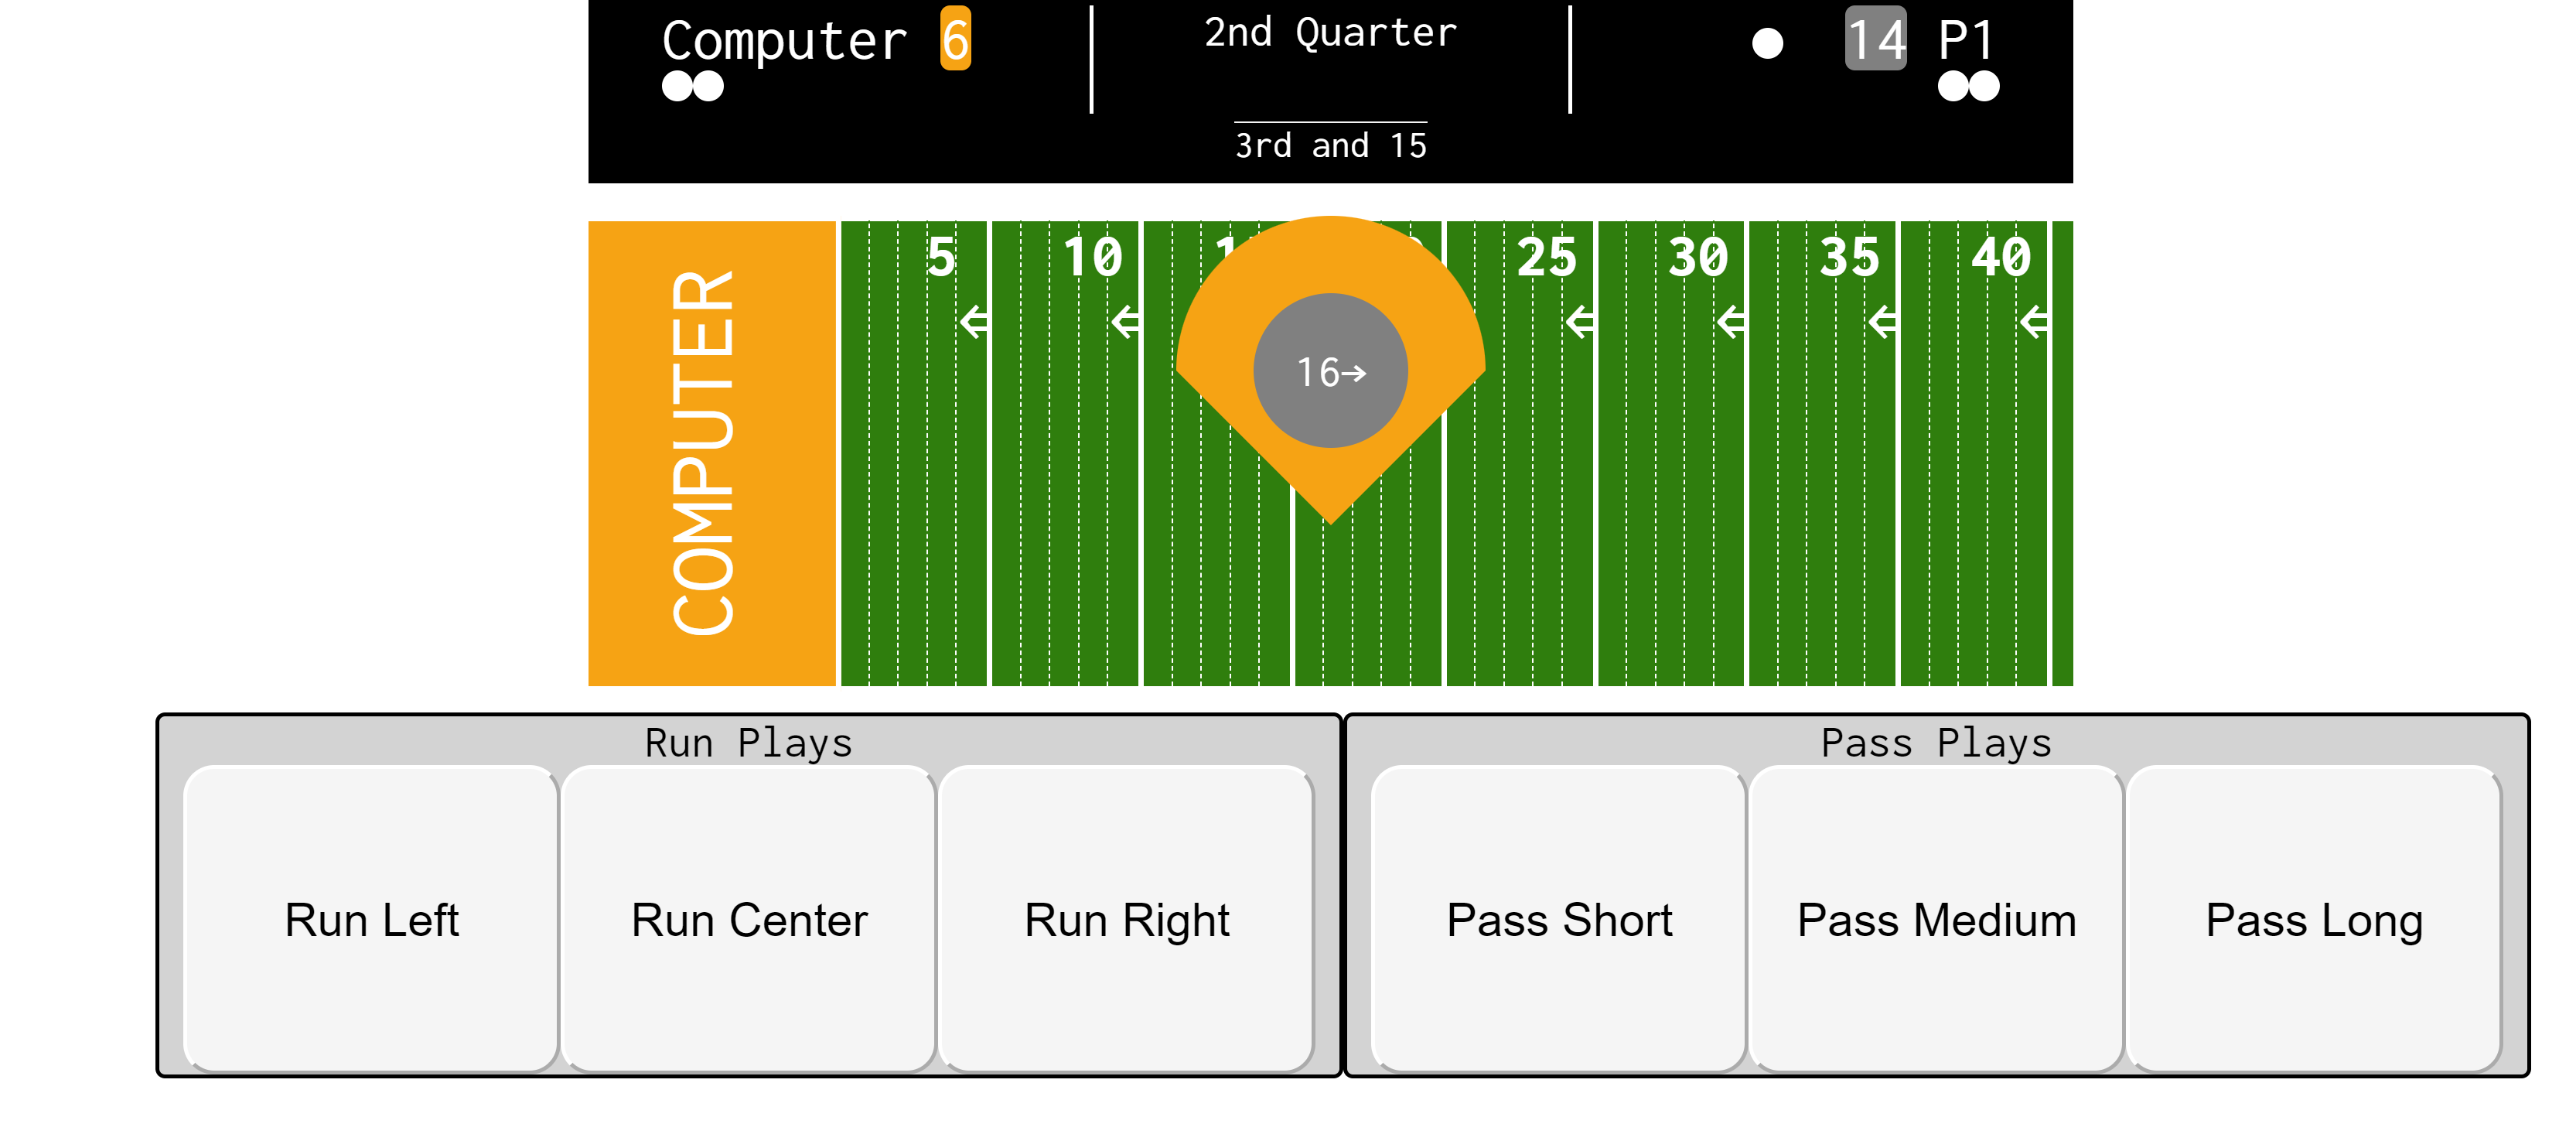 Computer 6
2nd Quarter
14 P1
3rd and 15
5 10 25 30 35 40
COMPUTER
16→
Run Plays
Pass Plays
Run Left
Run Center
Run Right
Pass Short
Pass Medium
Pass Long